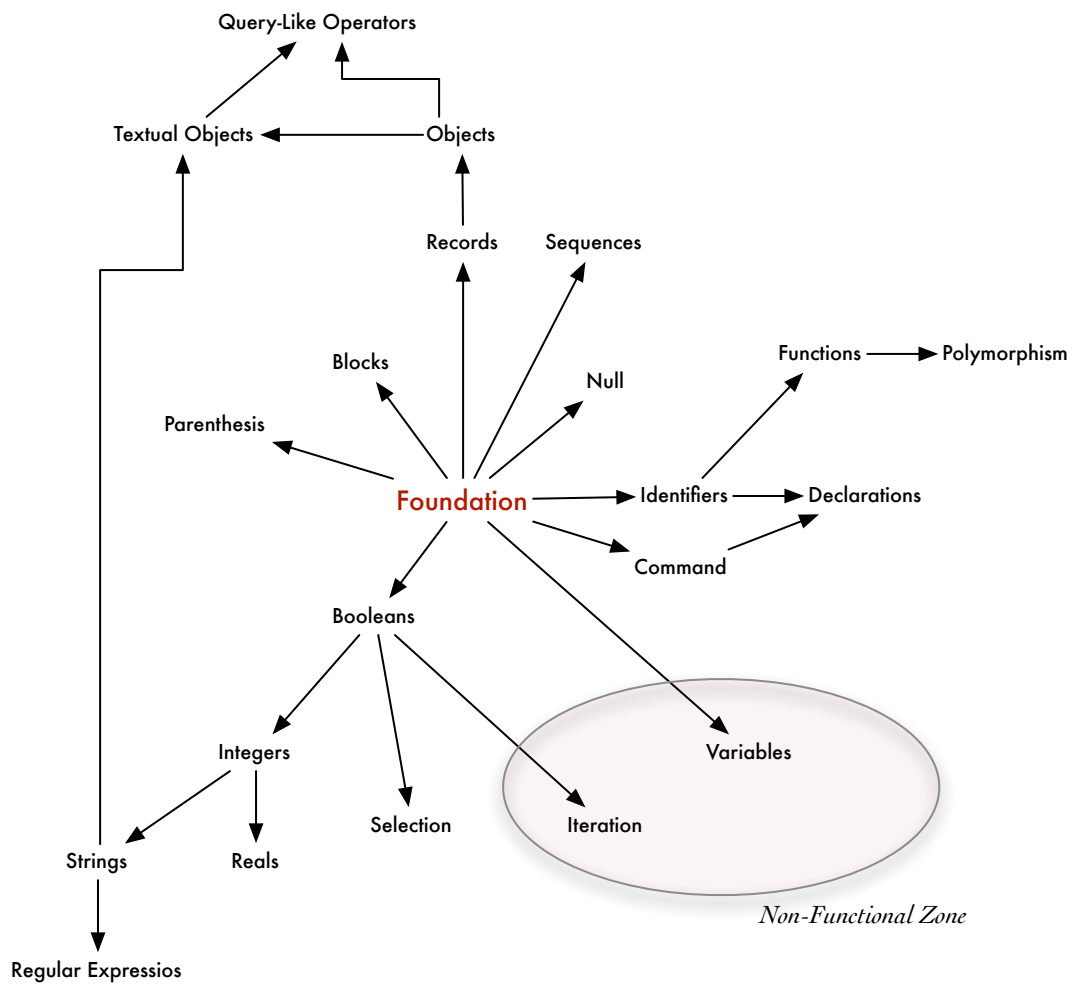 Query-Like Operators
Textual Objects
Objects
Records
Sequences
Blocks
Null
Functions
Polymorphism
Parenthesis
Foundation
Identifiers
Declarations
Command
Booleans
Integers
Variables
Selection
Iteration
Strings
Reals
Non-Functional Zone
Regular Expressios